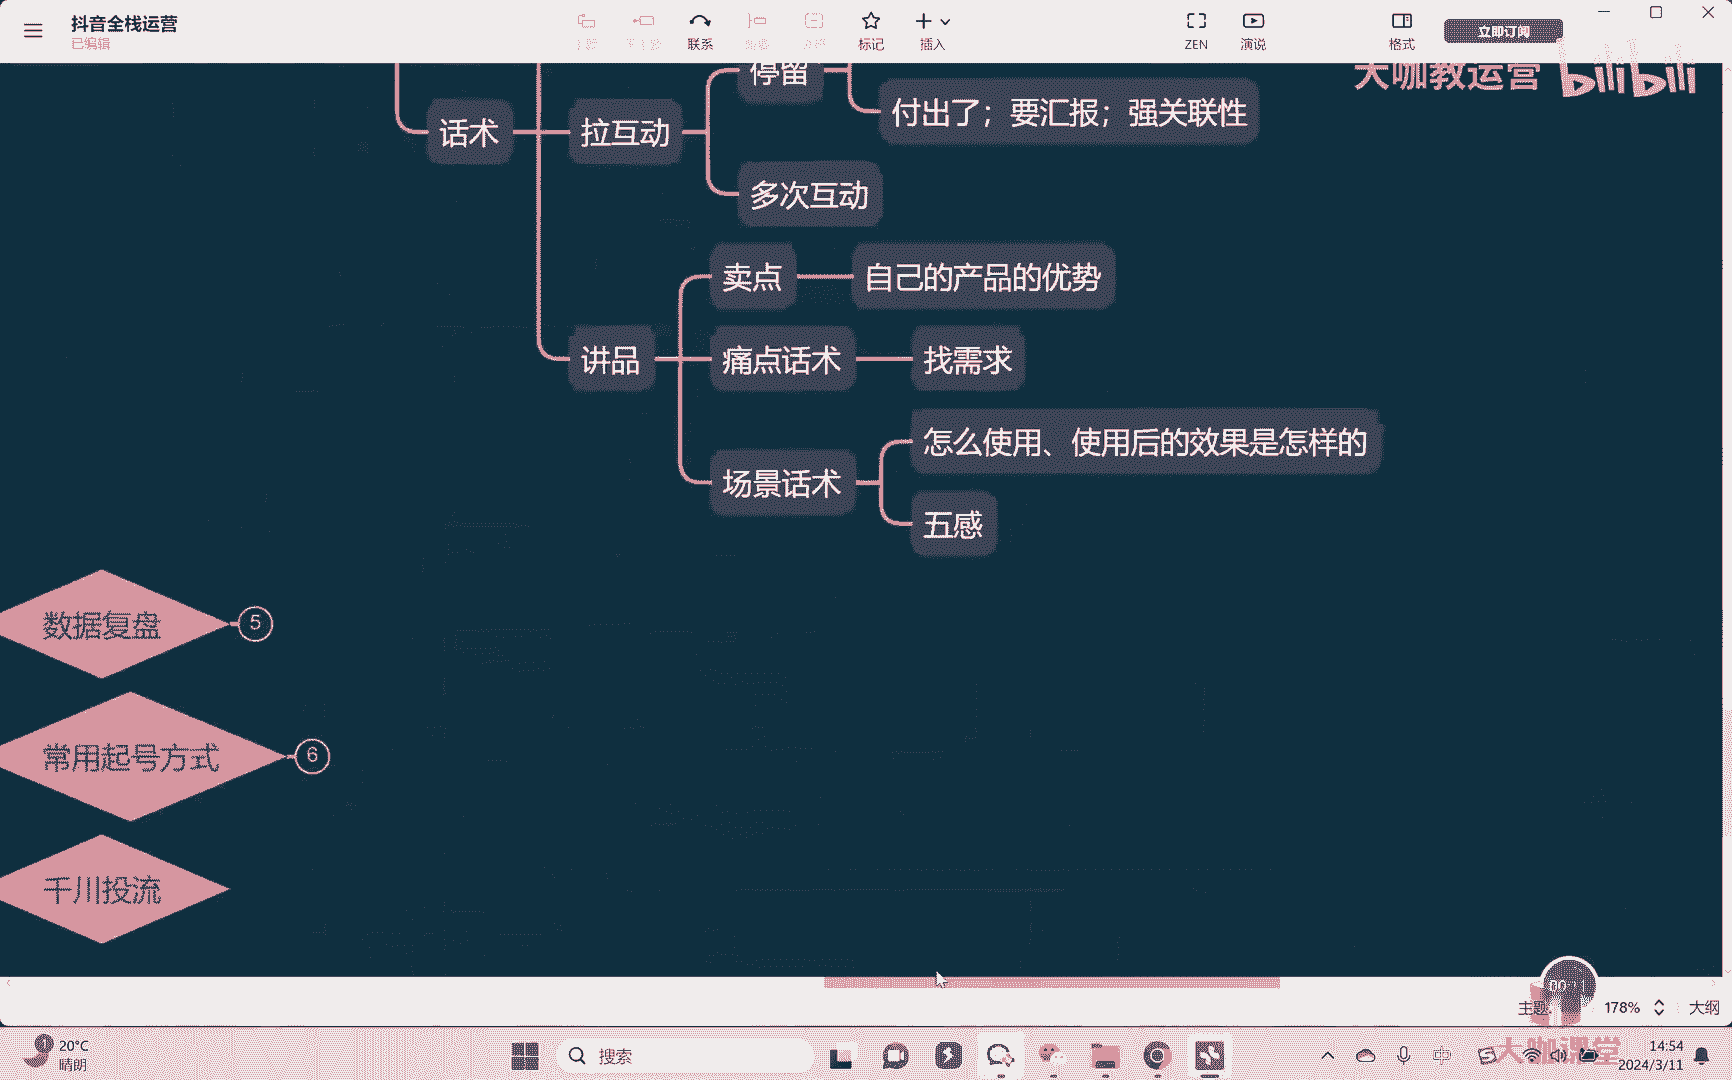 抖音全栈运营
已编辑
联系
标记
插入
ZEN
演说
格式
立即订阅
大咖教运营 bilibili
停留
付出了；要汇报；强关联性
话术
拉互动
多次互动
卖点
自己的产品的优势
讲品
痛点话术
找需求
怎么使用、使用后的效果是怎样的
场景话术
五感
数据复盘
5
常用起号方式
6
千川投流
主题
178%
大纲
20°C
晴朗
搜索
中
大咖课堂
14:54
2024/3/11